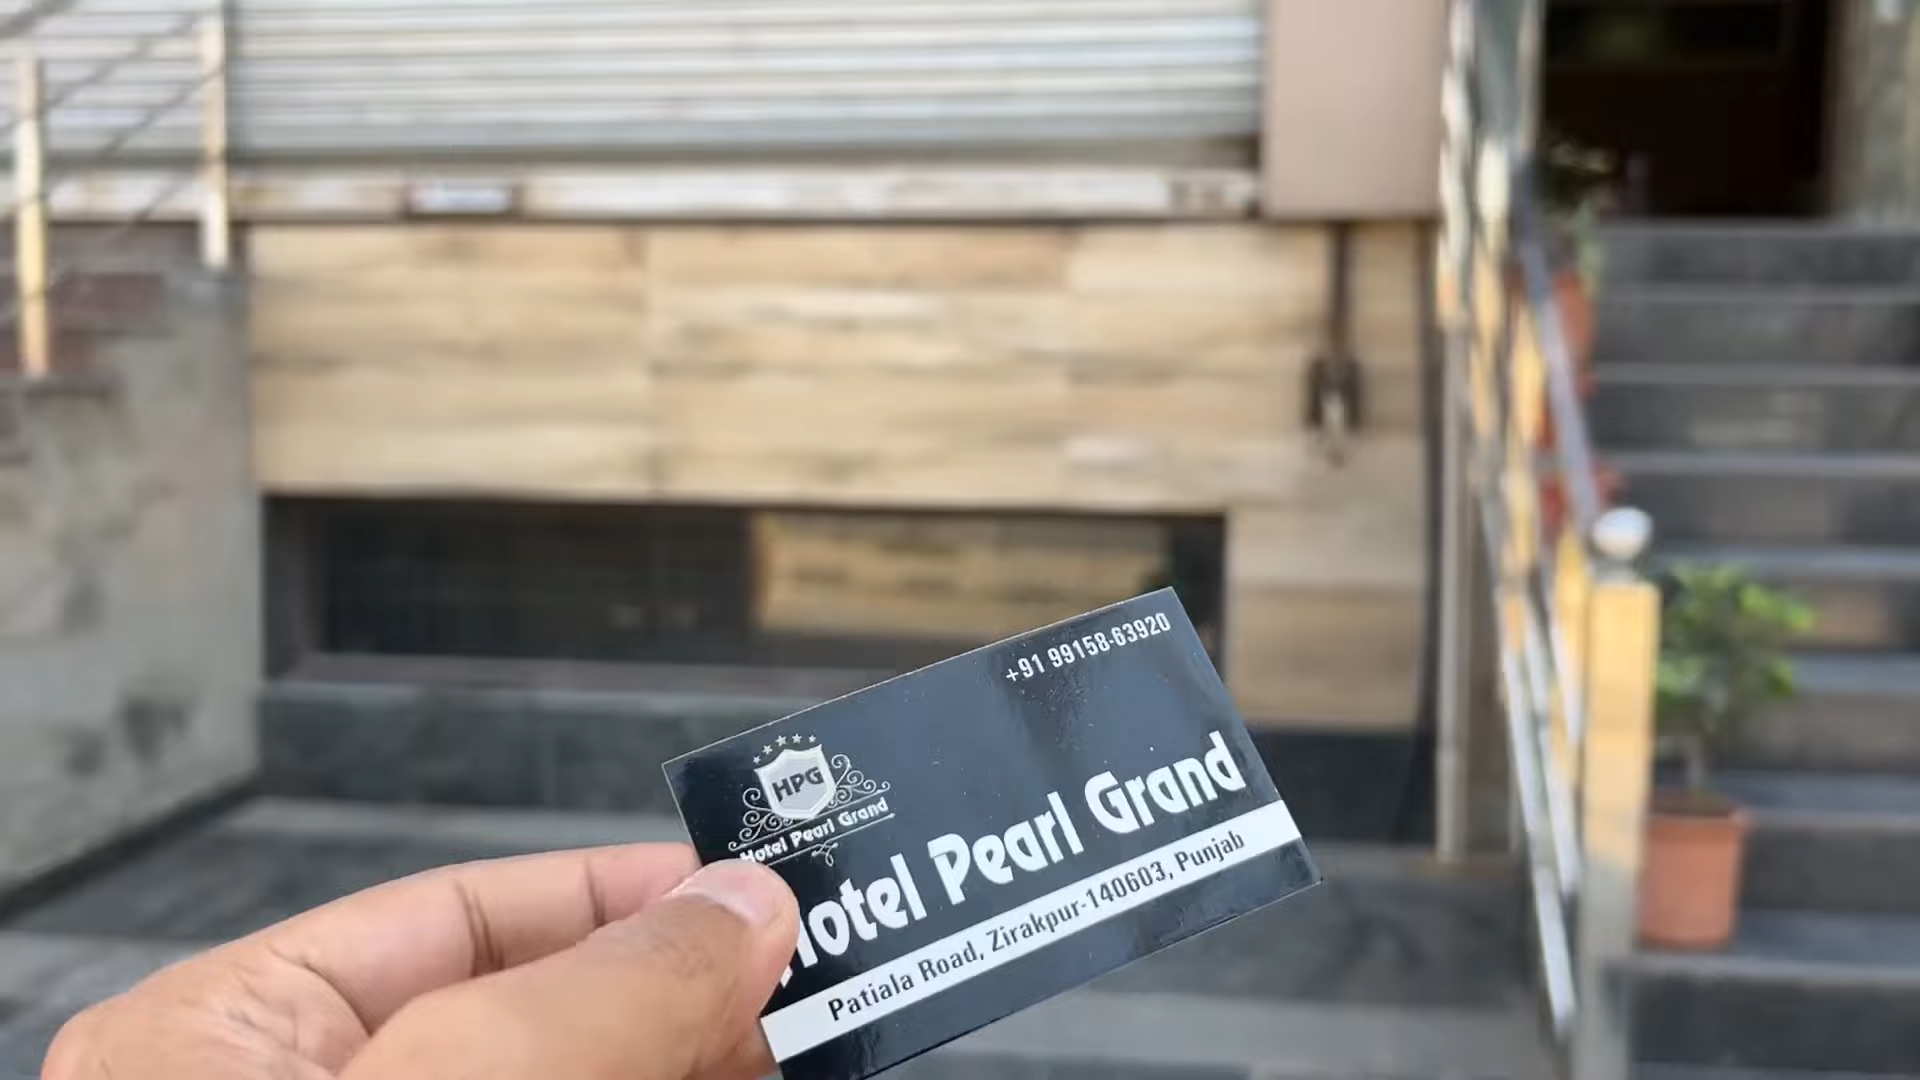 +91 99158-63920
HPG
Hotel Pearl Grand
Hotel Pearl Grand
Patiala Road, Zirakpur-140603, Punjab